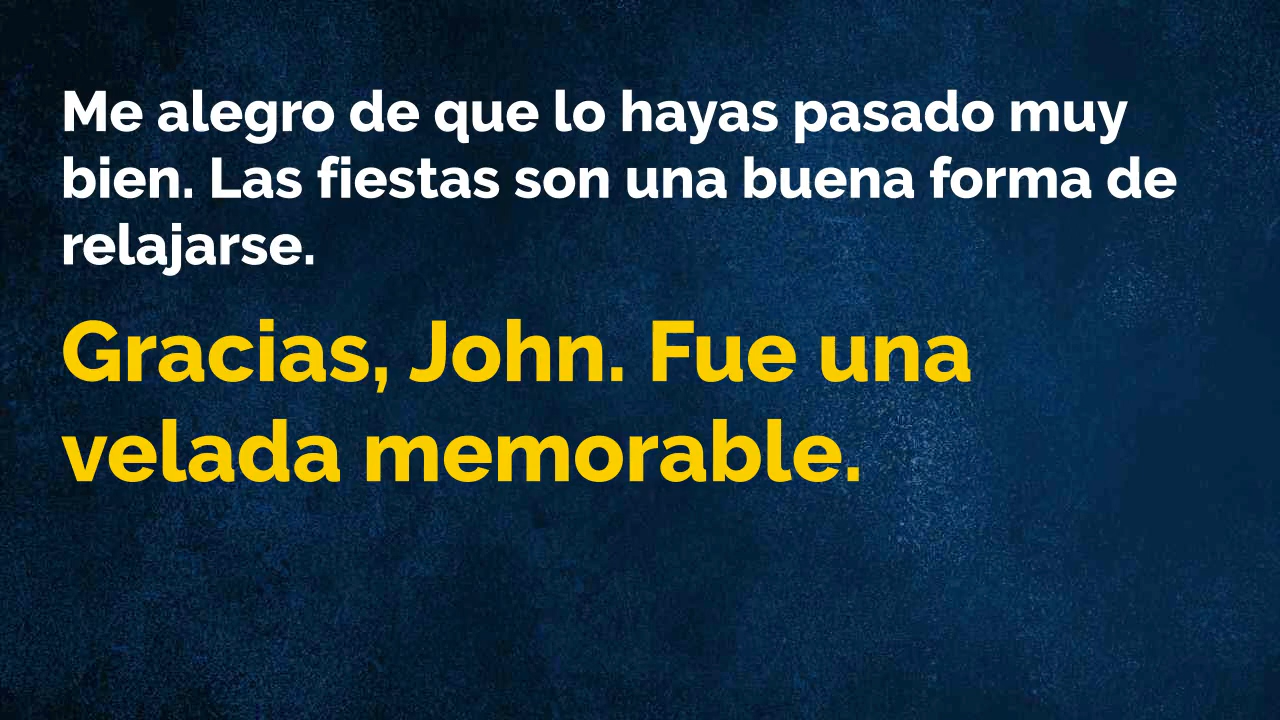 Me alegro de que lo hayas pasado muy
bien. Las fiestas son una buena forma de
relajarse.
Gracias, John. Fue una
velada memorable.